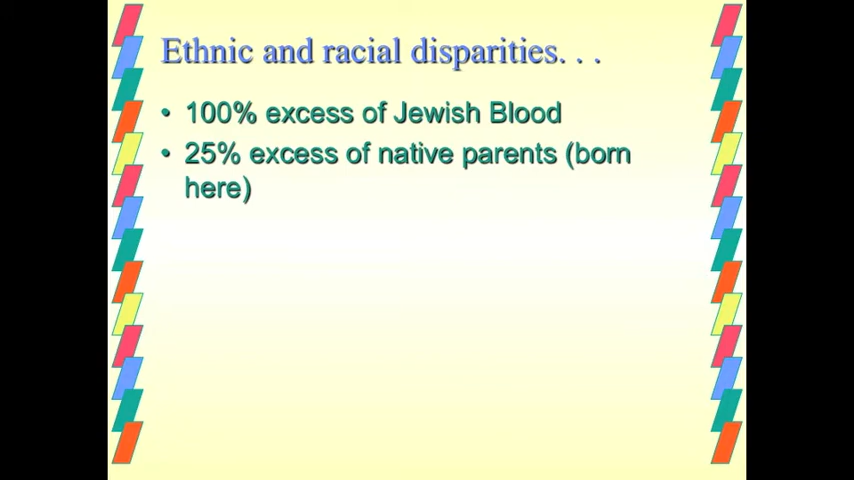 Ethnic and racial disparities. . .
• 100% excess of Jewish Blood
• 25% excess of native parents (born
here)